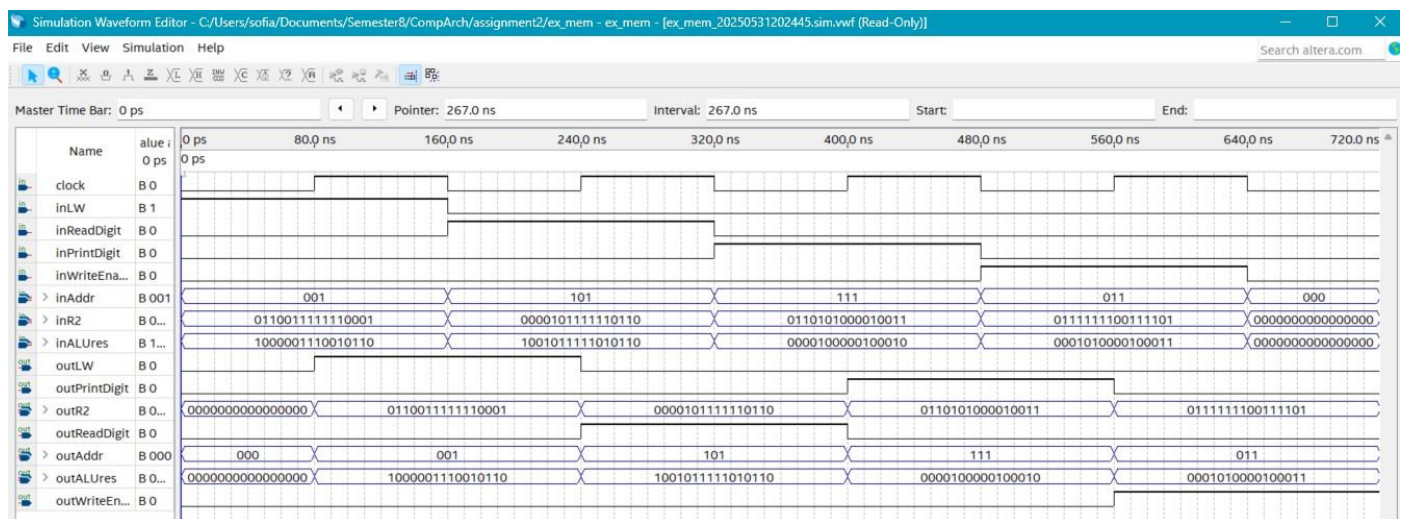 Simulation Waveform Editor - C:/Users/sofia/Documents/Semester8/CompArch/assignment2/ex_mem - ex_mem - [ex_mem_20250531202445.sim.vwf (Read-Only)]
File Edit View Simulation Help Search altera.com
Master Time Bar: 0 ps Pointer: 267.0 ns Interval: 267.0 ns Start: End:
Name alue 0 ps 0 ps 80,0 ns 160,0 ns 240,0 ns 320,0 ns 400,0 ns 480,0 ns 560,0 ns 640,0 ns 720.0 ns
0 ps
clock B 0
inLW B 1
inReadDigit B 0
inPrintDigit B 0
inWriteEna... B 0
> inAddr B 001 001 101 111 011 000
> inR2 B 0... 0110011111110001 0000101111110110 0110101000010011 0111111100111101 0000000000000000
> inALUres B 1... 1000001110010110 1001011111010110 0000100000100010 0001010000100011 0000000000000000
outLW B 0
outPrintDigit B 0
> outR2 B 0... 0000000000000000 0110011111110001 0000101111110110 0110101000010011 0111111100111101
outReadDigit B 0
> outAddr B 000 000 001 101 111 011
> outALUres B 0... 0000000000000000 1000001110010110 1001011111010110 0000100000100010 0001010000100011
outWriteEn... B 0